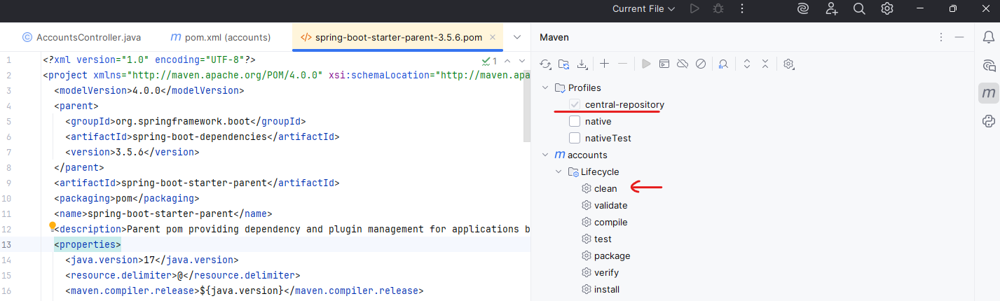 Current File
AccountsController.java
pom.xml (accounts)
spring-boot-starter-parent-3.5.6.pom
Maven
1 <?xml version="1.0" encoding="UTF-8"?>
1
2 <project xmlns="http://maven.apache.org/POM/4.0.0" xsi:schemaLocation="http://maven.apa
3 <modelVersion>4.0.0</modelVersion>
4 <parent>
5 <groupId>org.springframework.boot</groupId>
6 <artifactId>spring-boot-dependencies</artifactId>
7 <version>3.5.6</version>
8 </parent>
9 <artifactId>spring-boot-starter-parent</artifactId>
10 <packaging>pom</packaging>
11 <name>spring-boot-starter-parent</name>
12 <description>Parent pom providing dependency and plugin management for applications b
13 <properties>
14 <java.version>17</java.version>
15 <resource.delimiter>@</resource.delimiter>
16 <maven.compiler.release>${java.version}</maven.compiler.release>
Profiles
central-repository
native
nativeTest
accounts
Lifecycle
clean
validate
compile
test
package
verify
install